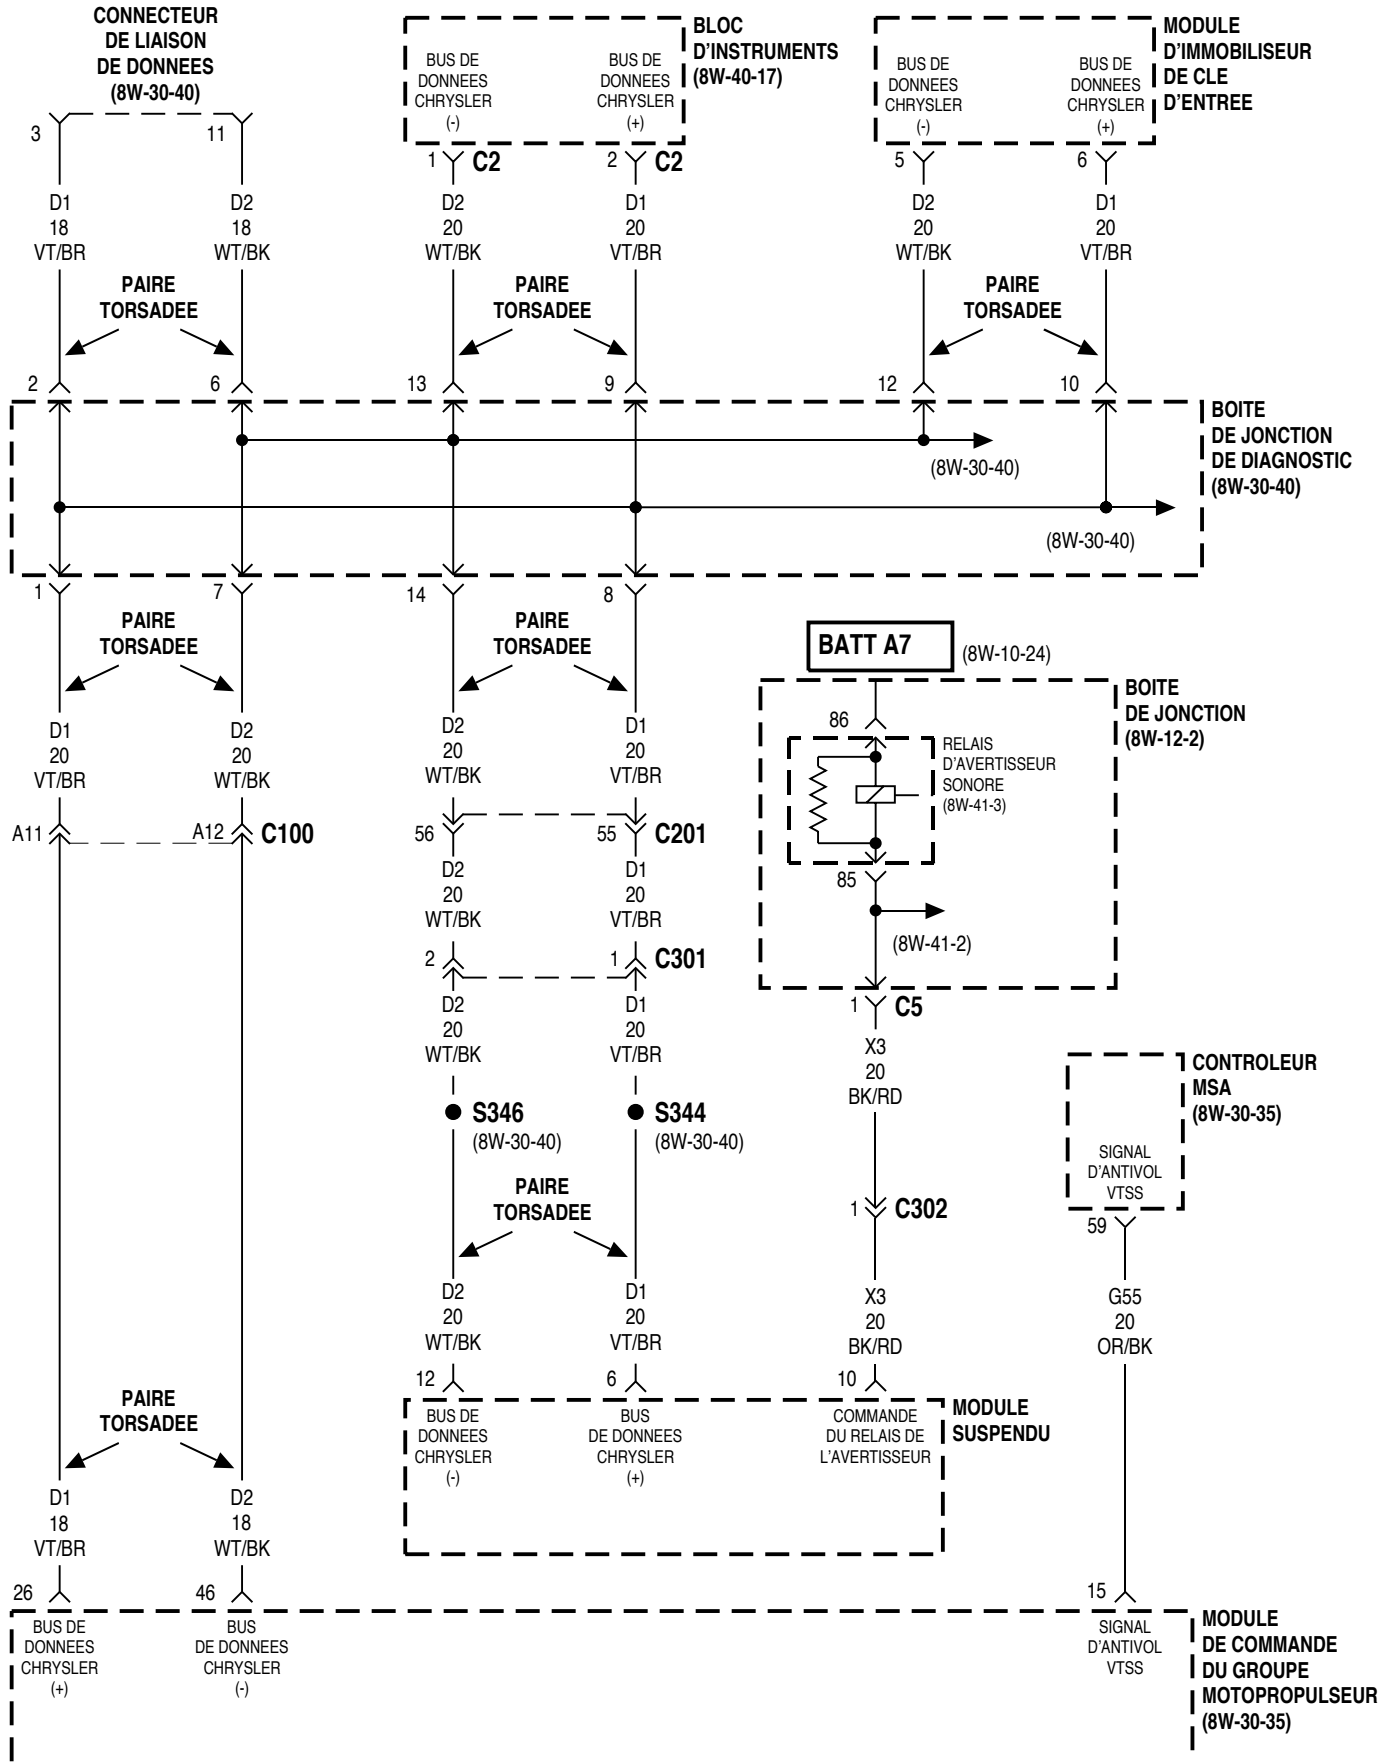 CONNECTEUR
DE LIAISON
DE DONNEES
(8W-30-40)
BLOC
D'INSTRUMENTS
(8W-40-17)
MODULE
D'IMMOBILISEUR
DE CLE
D'ENTREE
BUS DE
DONNEES
CHRYSLER
(-)
BUS DE
DONNEES
CHRYSLER
(+)
BUS DE
DONNEES
CHRYSLER
(-)
BUS DE
DONNEES
CHRYSLER
(+)
3
11
1
C2
2
C2
5
6
D1
18
VT/BR
D2
18
WT/BK
D2
20
WT/BK
D1
20
VT/BR
D2
20
WT/BK
D1
20
VT/BR
PAIRE
TORSADEE
PAIRE
TORSADEE
PAIRE
TORSADEE
2
6
13
9
12
10
BOITE
DE JONCTION
DE DIAGNOSTIC
(8W-30-40)
(8W-30-40)
(8W-30-40)
1
7
14
8
PAIRE
TORSADEE
PAIRE
TORSADEE
BATT A7
(8W-10-24)
BOITE
DE JONCTION
(8W-12-2)
D1
20
VT/BR
D2
20
WT/BK
D2
20
WT/BK
D1
20
VT/BR
86
RELAIS
D'AVERTISSEUR
SONORE
(8W-41-3)
A11
A12
C100
56
55
C201
85
D2
20
WT/BK
D1
20
VT/BR
(8W-41-2)
2
1
C301
1
C5
D2
20
WT/BK
D1
20
VT/BR
X3
20
BK/RD
CONTROLEUR
MSA
(8W-30-35)
S346
(8W-30-40)
S344
(8W-30-40)
SIGNAL
D'ANTIVOL
VTSS
PAIRE
TORSADEE
1
C302
59
D2
20
WT/BK
D1
20
VT/BR
X3
20
BK/RD
G55
20
OR/BK
12
6
10
MODULE
SUSPENDU
BUS DE
DONNEES
CHRYSLER
(-)
BUS
DE DONNEES
CHRYSLER
(+)
COMMANDE
DU RELAIS DE
L'AVERTISSEUR
PAIRE
TORSADEE
D1
18
VT/BR
D2
18
WT/BK
26
46
15
BUS DE
DONNEES
CHRYSLER
(+)
BUS
DE DONNEES
CHRYSLER
(-)
SIGNAL
D'ANTIVOL
VTSS
MODULE
DE COMMANDE
DU GROUPE
MOTOPROPULSEUR
(8W-30-35)